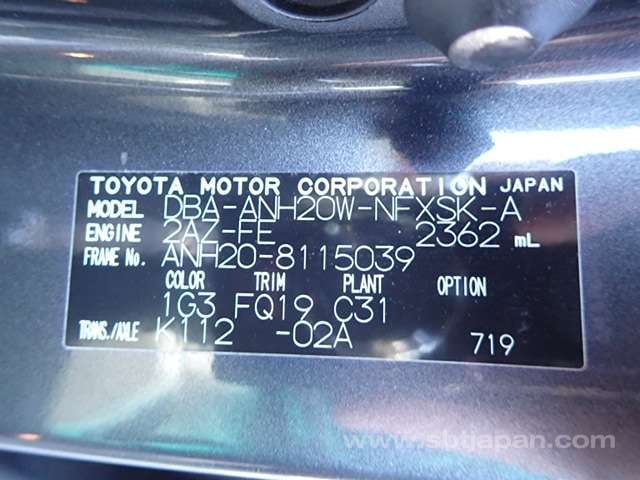 TOYOTA MOTOR CORPORATION JAPAN
MODEL DBA-ANH20W-NFXSK-A
ENGINE 2AZ-FE 2362 mL
FRAME No. ANH20-8115039
COLOR TRIM PLANT OPTION
1G3 FQ19 C31
TRANS./AXLE K112 -02A 719
www.sbtjapan.com